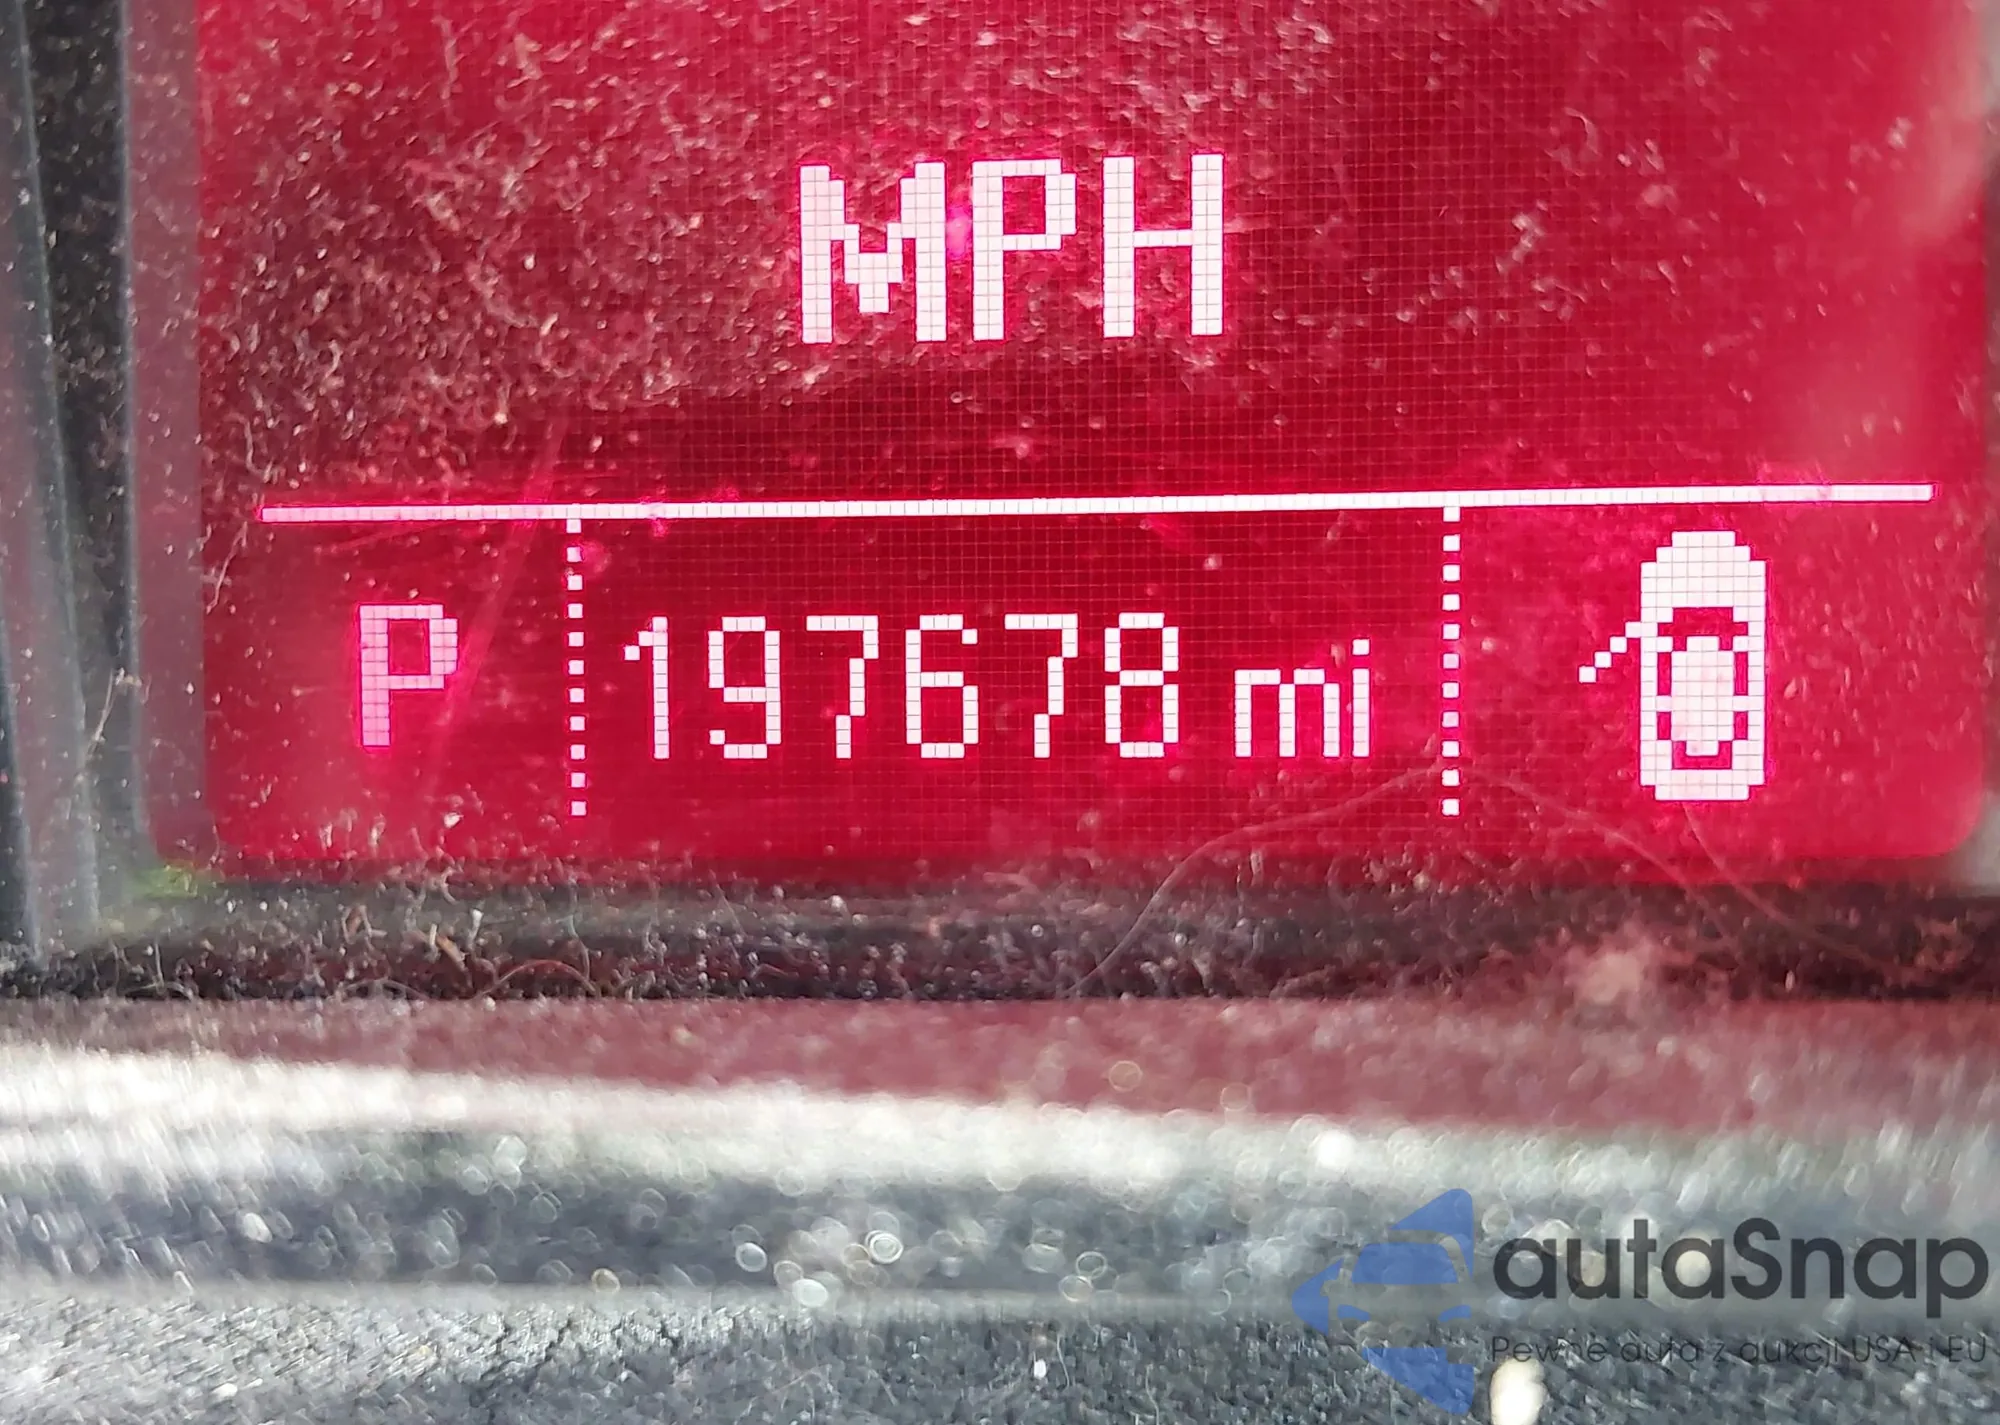 MPH
P 197678 mi
autaSnap
Pewne auta z aukcji USA i EU